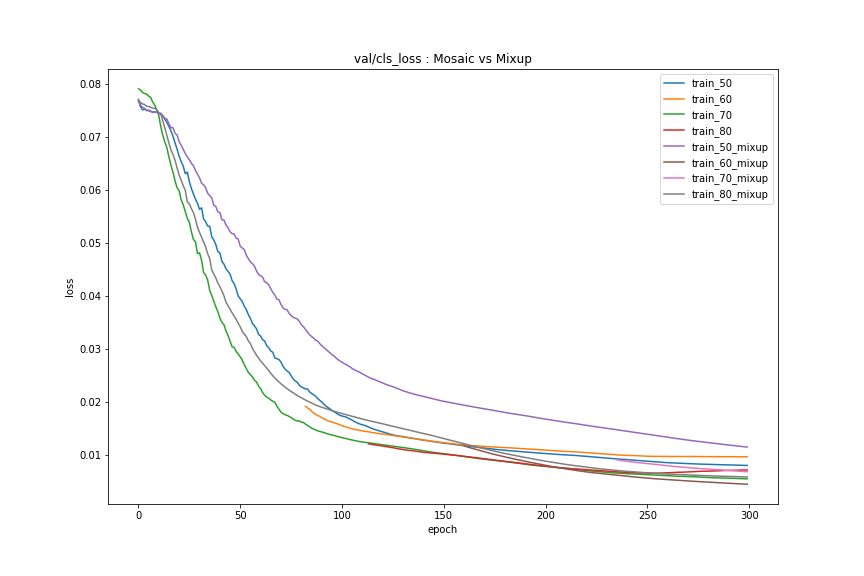 val/cls_loss : Mosaic vs Mixup
0.08
0.07
0.06
0.05
0.04
0.03
0.02
0.01
loss
0
50
100
150
200
250
300
epoch
train_50
train_60
train_70
train_80
train_50_mixup
train_60_mixup
train_70_mixup
train_80_mixup